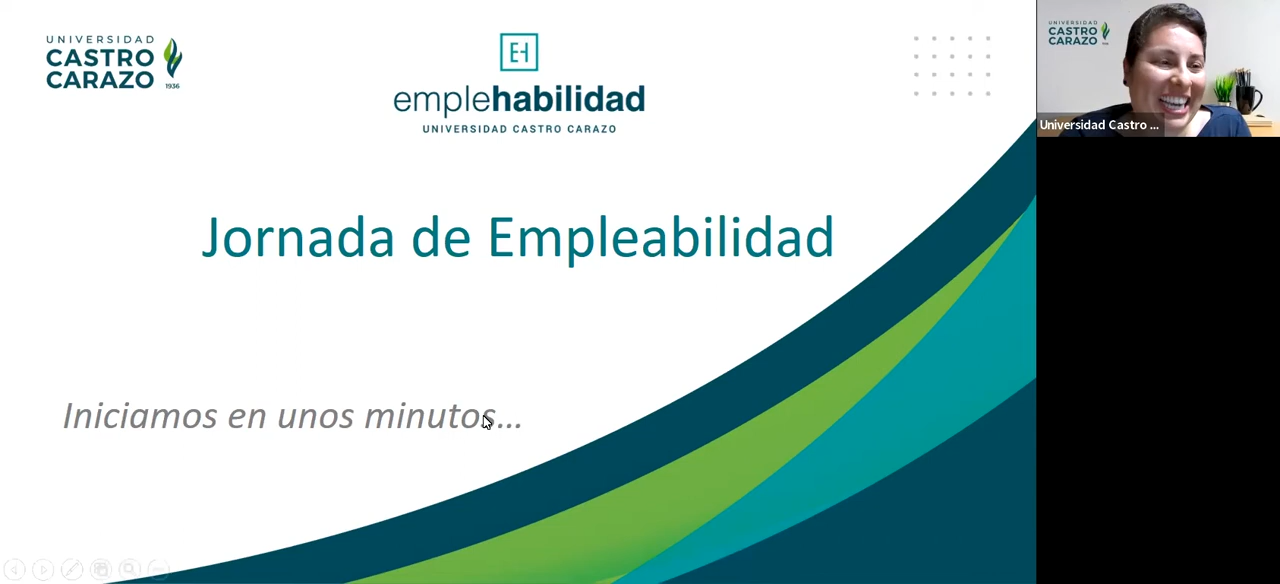 UNIVERSIDAD
CASTRO
CARAZO
1936
EH
emplehabilidad
UNIVERSIDAD CASTRO CARAZO
Jornada de Empleabilidad
Iniciamos en unos minutos...
UNIVERSIDAD
CASTRO
CARAZO
Universidad Castro ...